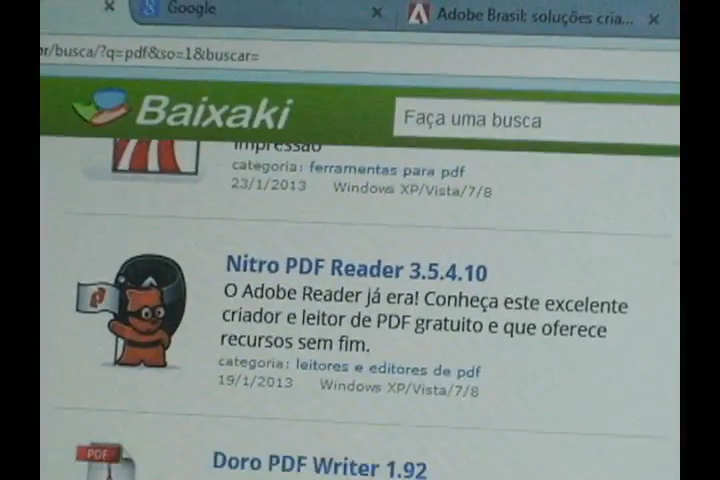 Google
Adobe Brasil: soluções cria...
br/busca/?q=pdf&so=1&buscar=
Baixaki
Faça uma busca
impressão
categoria: ferramentas para pdf
23/1/2013 Windows XP/Vista/7/8
Nitro PDF Reader 3.5.4.10
O Adobe Reader já era! Conheça este excelente
criador e leitor de PDF gratuito e que oferece
recursos sem fim.
categoria: leitores e editores de pdf
19/1/2013 Windows XP/Vista/7/8
PDF
Doro PDF Writer 1.92